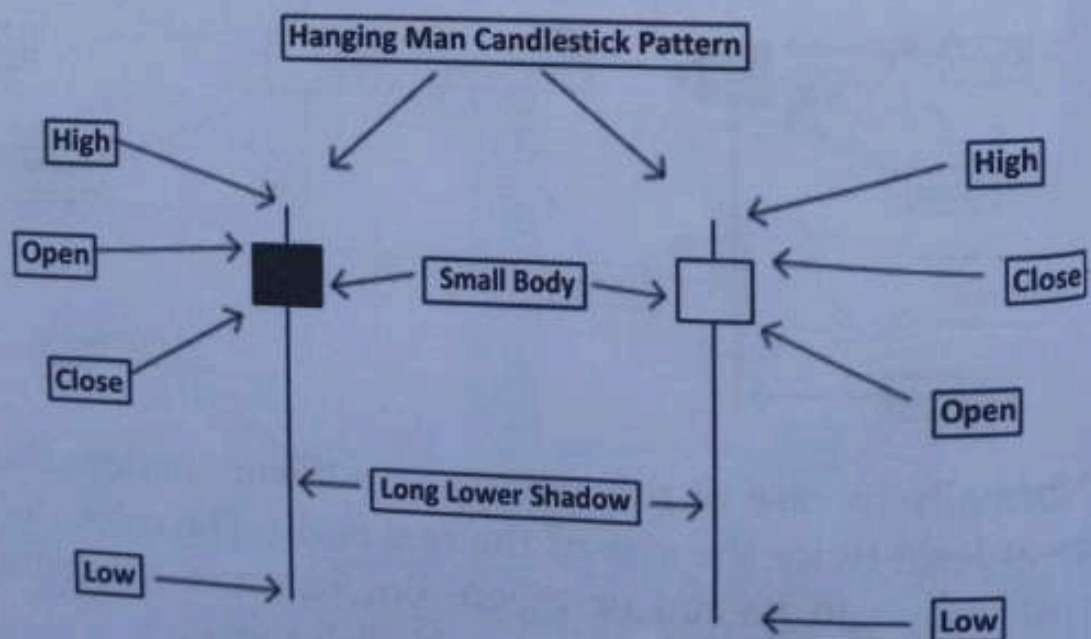 Hanging Man Candlestick Pattern
High
High
Open
Small Body
Close
Close
Open
Long Lower Shadow
Low
Low